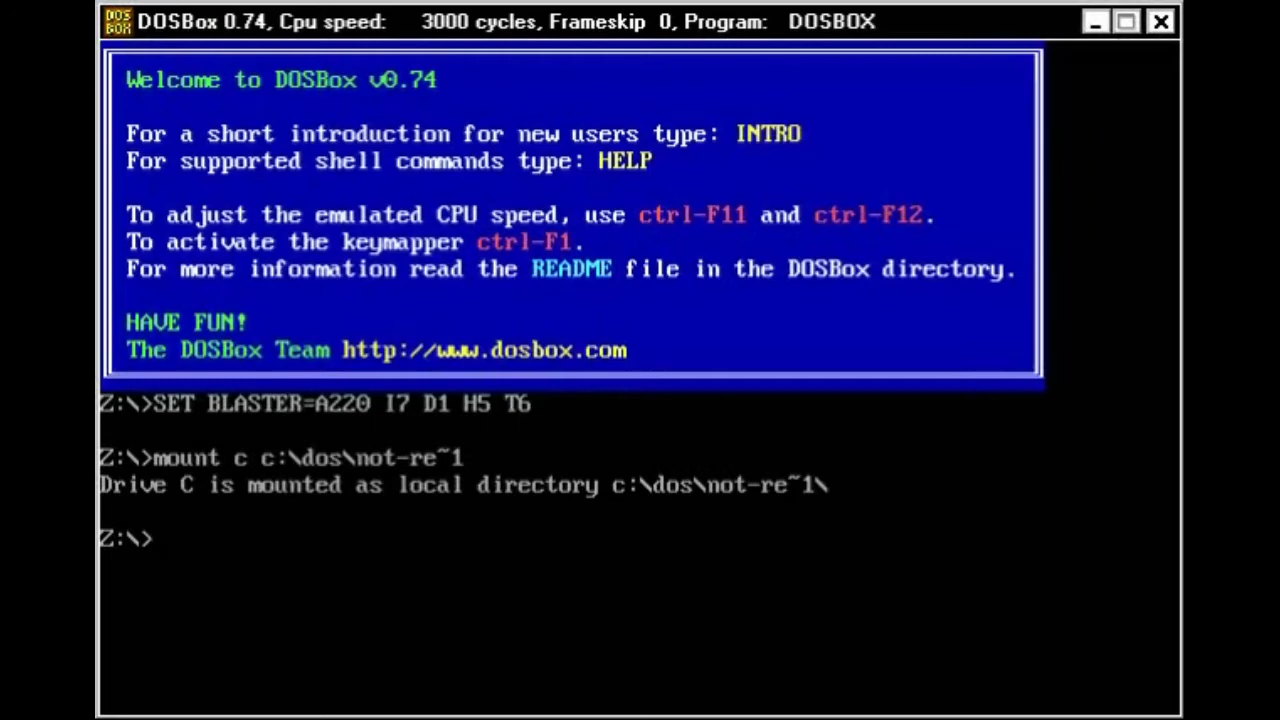 DOS BOX
DOSBox 0.74, Cpu speed: 3000 cycles, Frameskip 0, Program: DOSBOX
Welcome to DOSBox v0.74
For a short introduction for new users type: INTRO
For supported shell commands type: HELP
To adjust the emulated CPU speed, use ctrl-F11 and ctrl-F12.
To activate the keymapper ctrl-F1.
For more information read the README file in the DOSBox directory.
HAVE FUN!
The DOSBox Team http://www.dosbox.com
Z:\>SET BLASTER=A220 I7 D1 H5 T6
Z:\>mount c c:\dos\not-re~1
Drive C is mounted as local directory c:\dos\not-re~1\
Z:\>